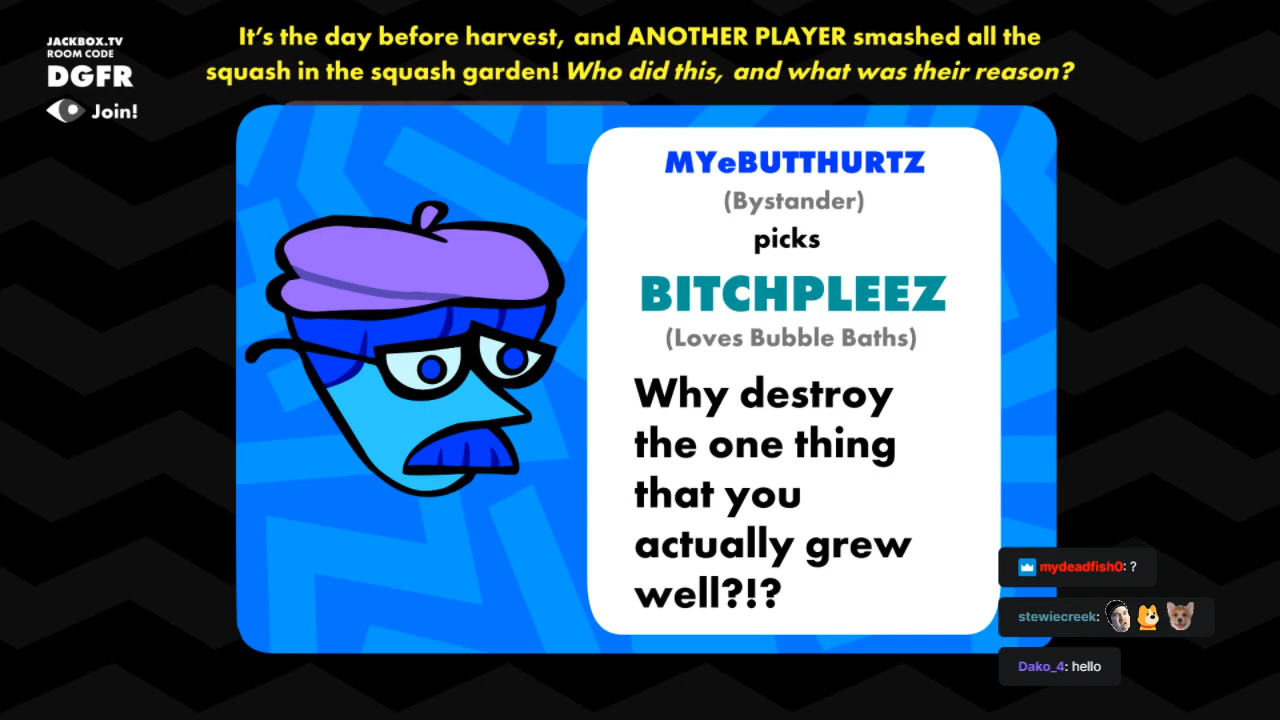 JACKBOX.TV
ROOM CODE
DGFR
Join!
It's the day before harvest, and ANOTHER PLAYER smashed all the
squash in the squash garden! Who did this, and what was their reason?
MYeBUTTHURTZ
(Bystander)
picks
BITCHPLEEZ
(Loves Bubble Baths)
Why destroy
the one thing
that you
actually grew
well?!?
mydeadfish0: ?
stewiecreek:
Dako_4: hello